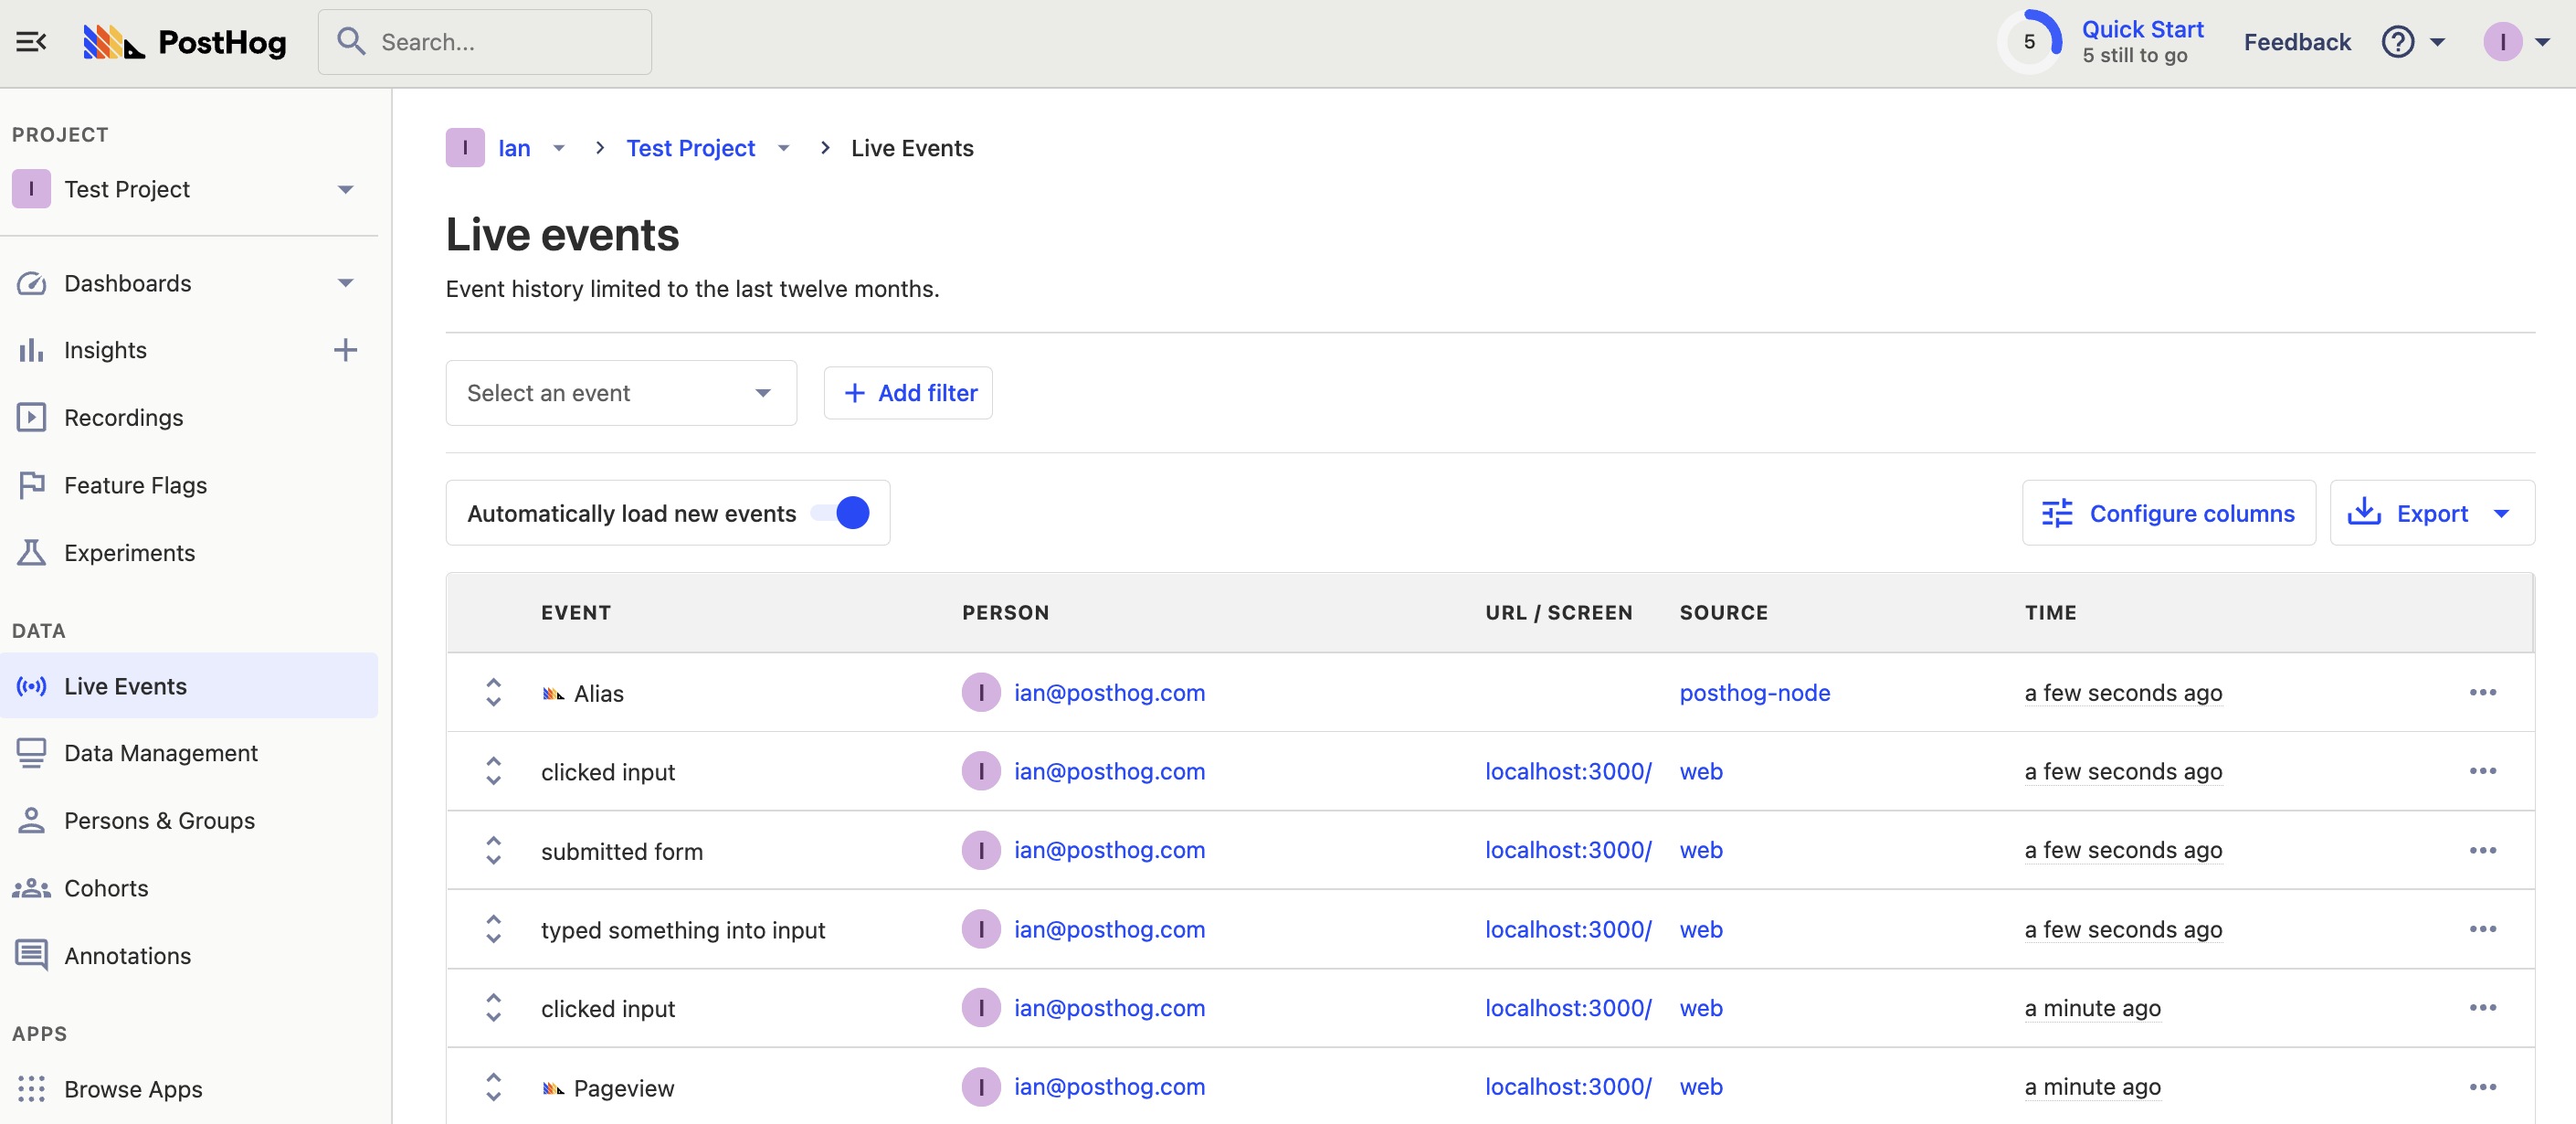 PostHog
Search...
5
Quick Start
5 still to go
Feedback
I
PROJECT
I Test Project
Dashboards
Insights
Recordings
Feature Flags
Experiments
DATA
Live Events
Data Management
Persons & Groups
Cohorts
Annotations
APPS
Browse Apps
I Ian Test Project Live Events
Live events
Event history limited to the last twelve months.
Select an event
Add filter
Automatically load new events
Configure columns
Export
EVENT PERSON URL / SCREEN SOURCE TIME
Alias I ian@posthog.com posthog-node a few seconds ago
clicked input I ian@posthog.com localhost:3000/ web a few seconds ago
submitted form I ian@posthog.com localhost:3000/ web a few seconds ago
typed something into input I ian@posthog.com localhost:3000/ web a few seconds ago
clicked input I ian@posthog.com localhost:3000/ web a minute ago
Pageview I ian@posthog.com localhost:3000/ web a minute ago